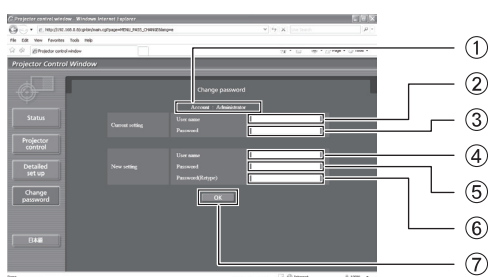 Projector control window - Windows Internet Explorer
File Edit View Favorites Tools Help
Projector control window
Projector Control Window
Change password
Account Administrator
Status
Projector control
Detailed set up
Change password
日本語
Current setting
User name
Password
New setting
User name
Password
Password(Retype)
OK
①
②
③
④
⑤
⑥
⑦